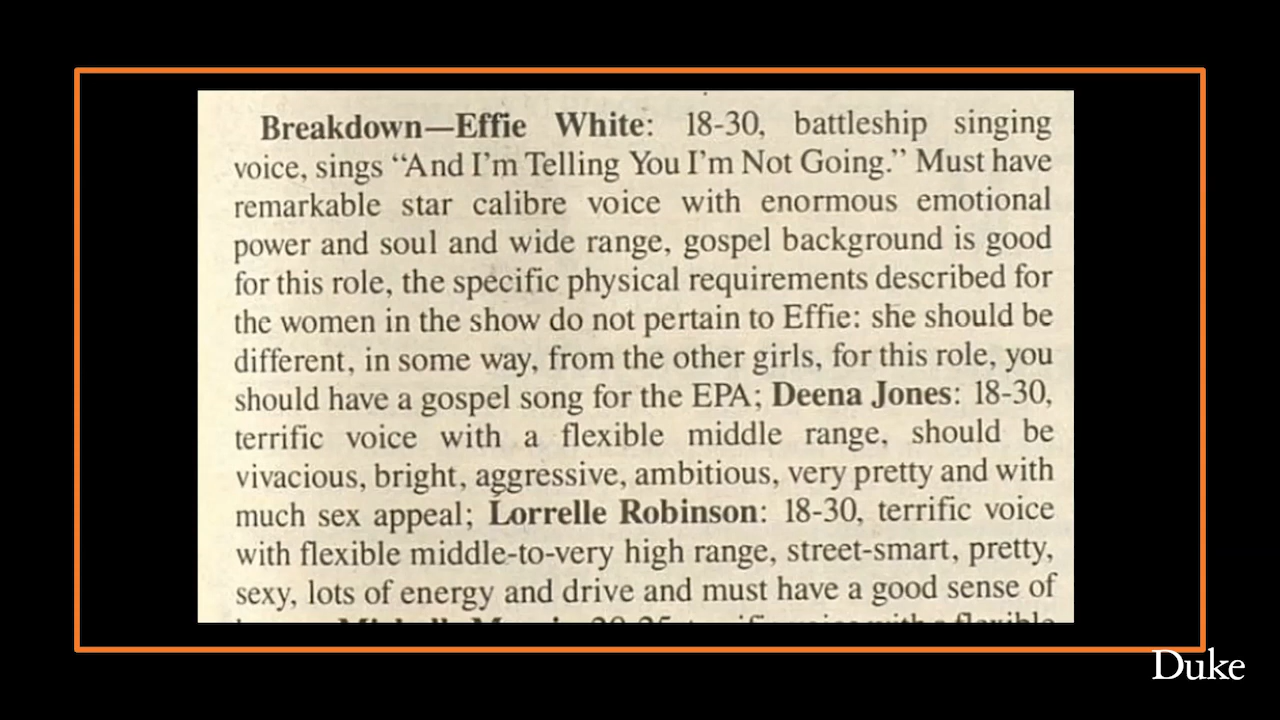 Breakdown—Effie White: 18-30, battleship singing
voice, sings “And I’m Telling You I’m Not Going.” Must have
remarkable star calibre voice with enormous emotional
power and soul and wide range, gospel background is good
for this role, the specific physical requirements described for
the women in the show do not pertain to Effie: she should be
different, in some way, from the other girls, for this role, you
should have a gospel song for the EPA; Deena Jones: 18-30,
terrific voice with a flexible middle range, should be
vivacious, bright, aggressive, ambitious, very pretty and with
much sex appeal; Lorrelle Robinson: 18-30, terrific voice
with flexible middle-to-very high range, street-smart, pretty,
sexy, lots of energy and drive and must have a good sense of
Duke